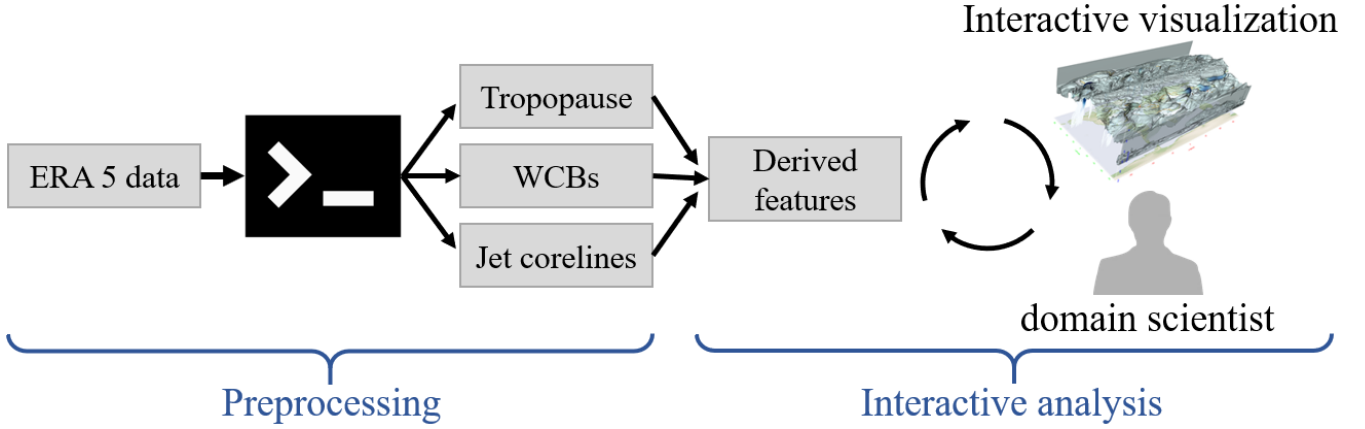 Interactive visualization
ERA 5 data
Tropopause
WCBs
Jet corelines
Derived
features
domain scientist
Preprocessing
Interactive analysis